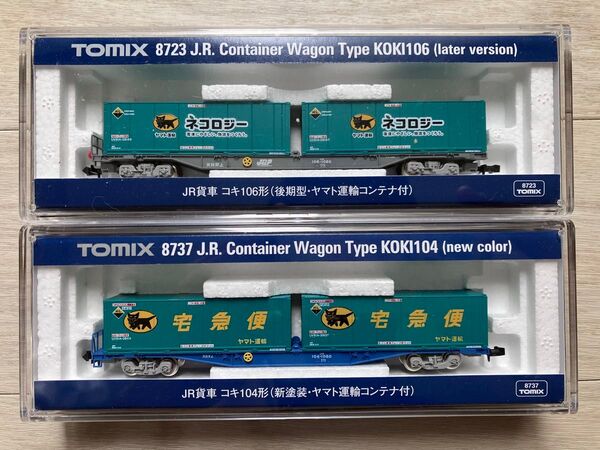 TOMIX 8723 J.R. Container Wagon Type KOKI106 (later version)
ヤマト運輸
ネコロジー
ヤマト運輸
ネコロジー
JR貨車 コキ106形(後期型・ヤマト運輸コンテナ付)
TOMIX
8723
TOMIX 8737 J.R. Container Wagon Type KOKI104 (new color)
宅急便
ヤマト運輸
宅急便
ヤマト運輸
JR貨車 コキ104形(新塗装・ヤマト運輸コンテナ付)
TOMIX
8737